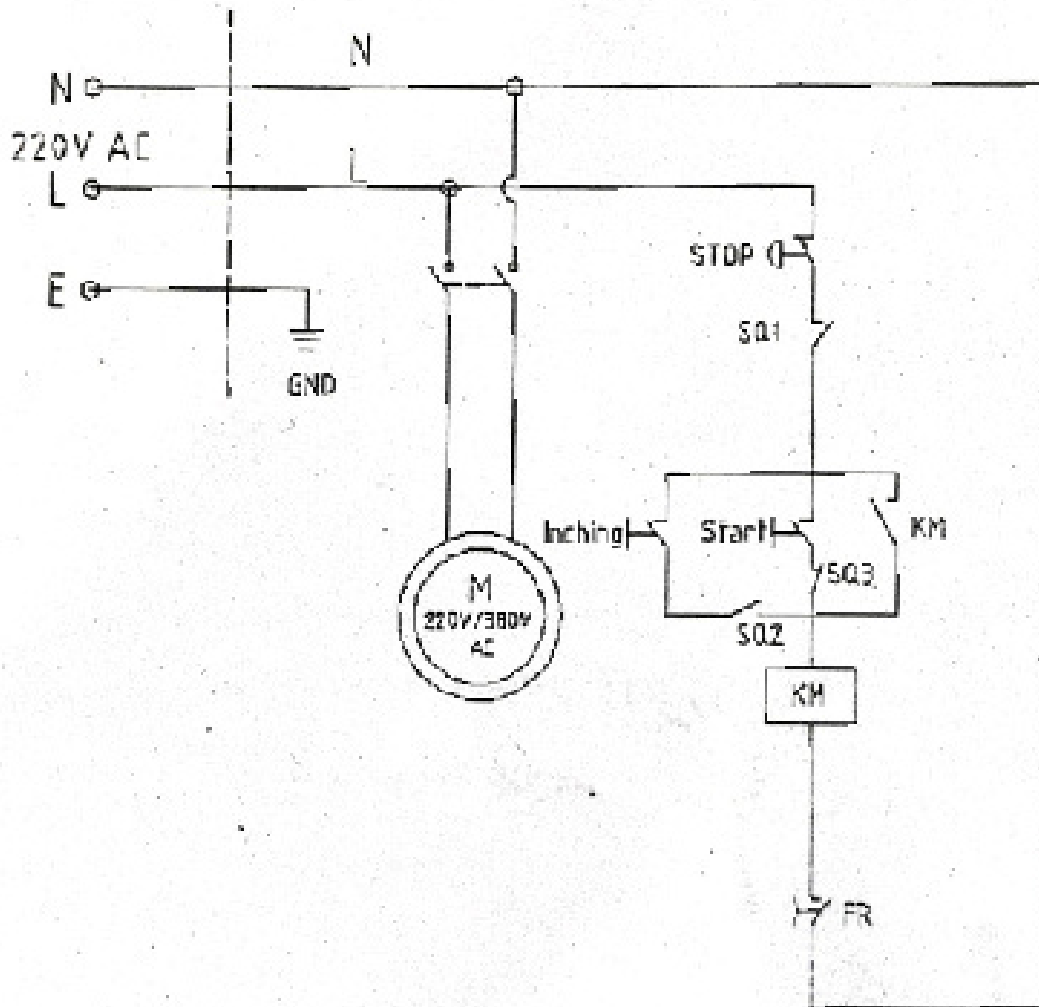 N
N
220V AC
L
L
E
GND
STOP
SQ1
Inching
Start
KM
SQ3
SQ2
M
220V/380V
AC
KM
FR